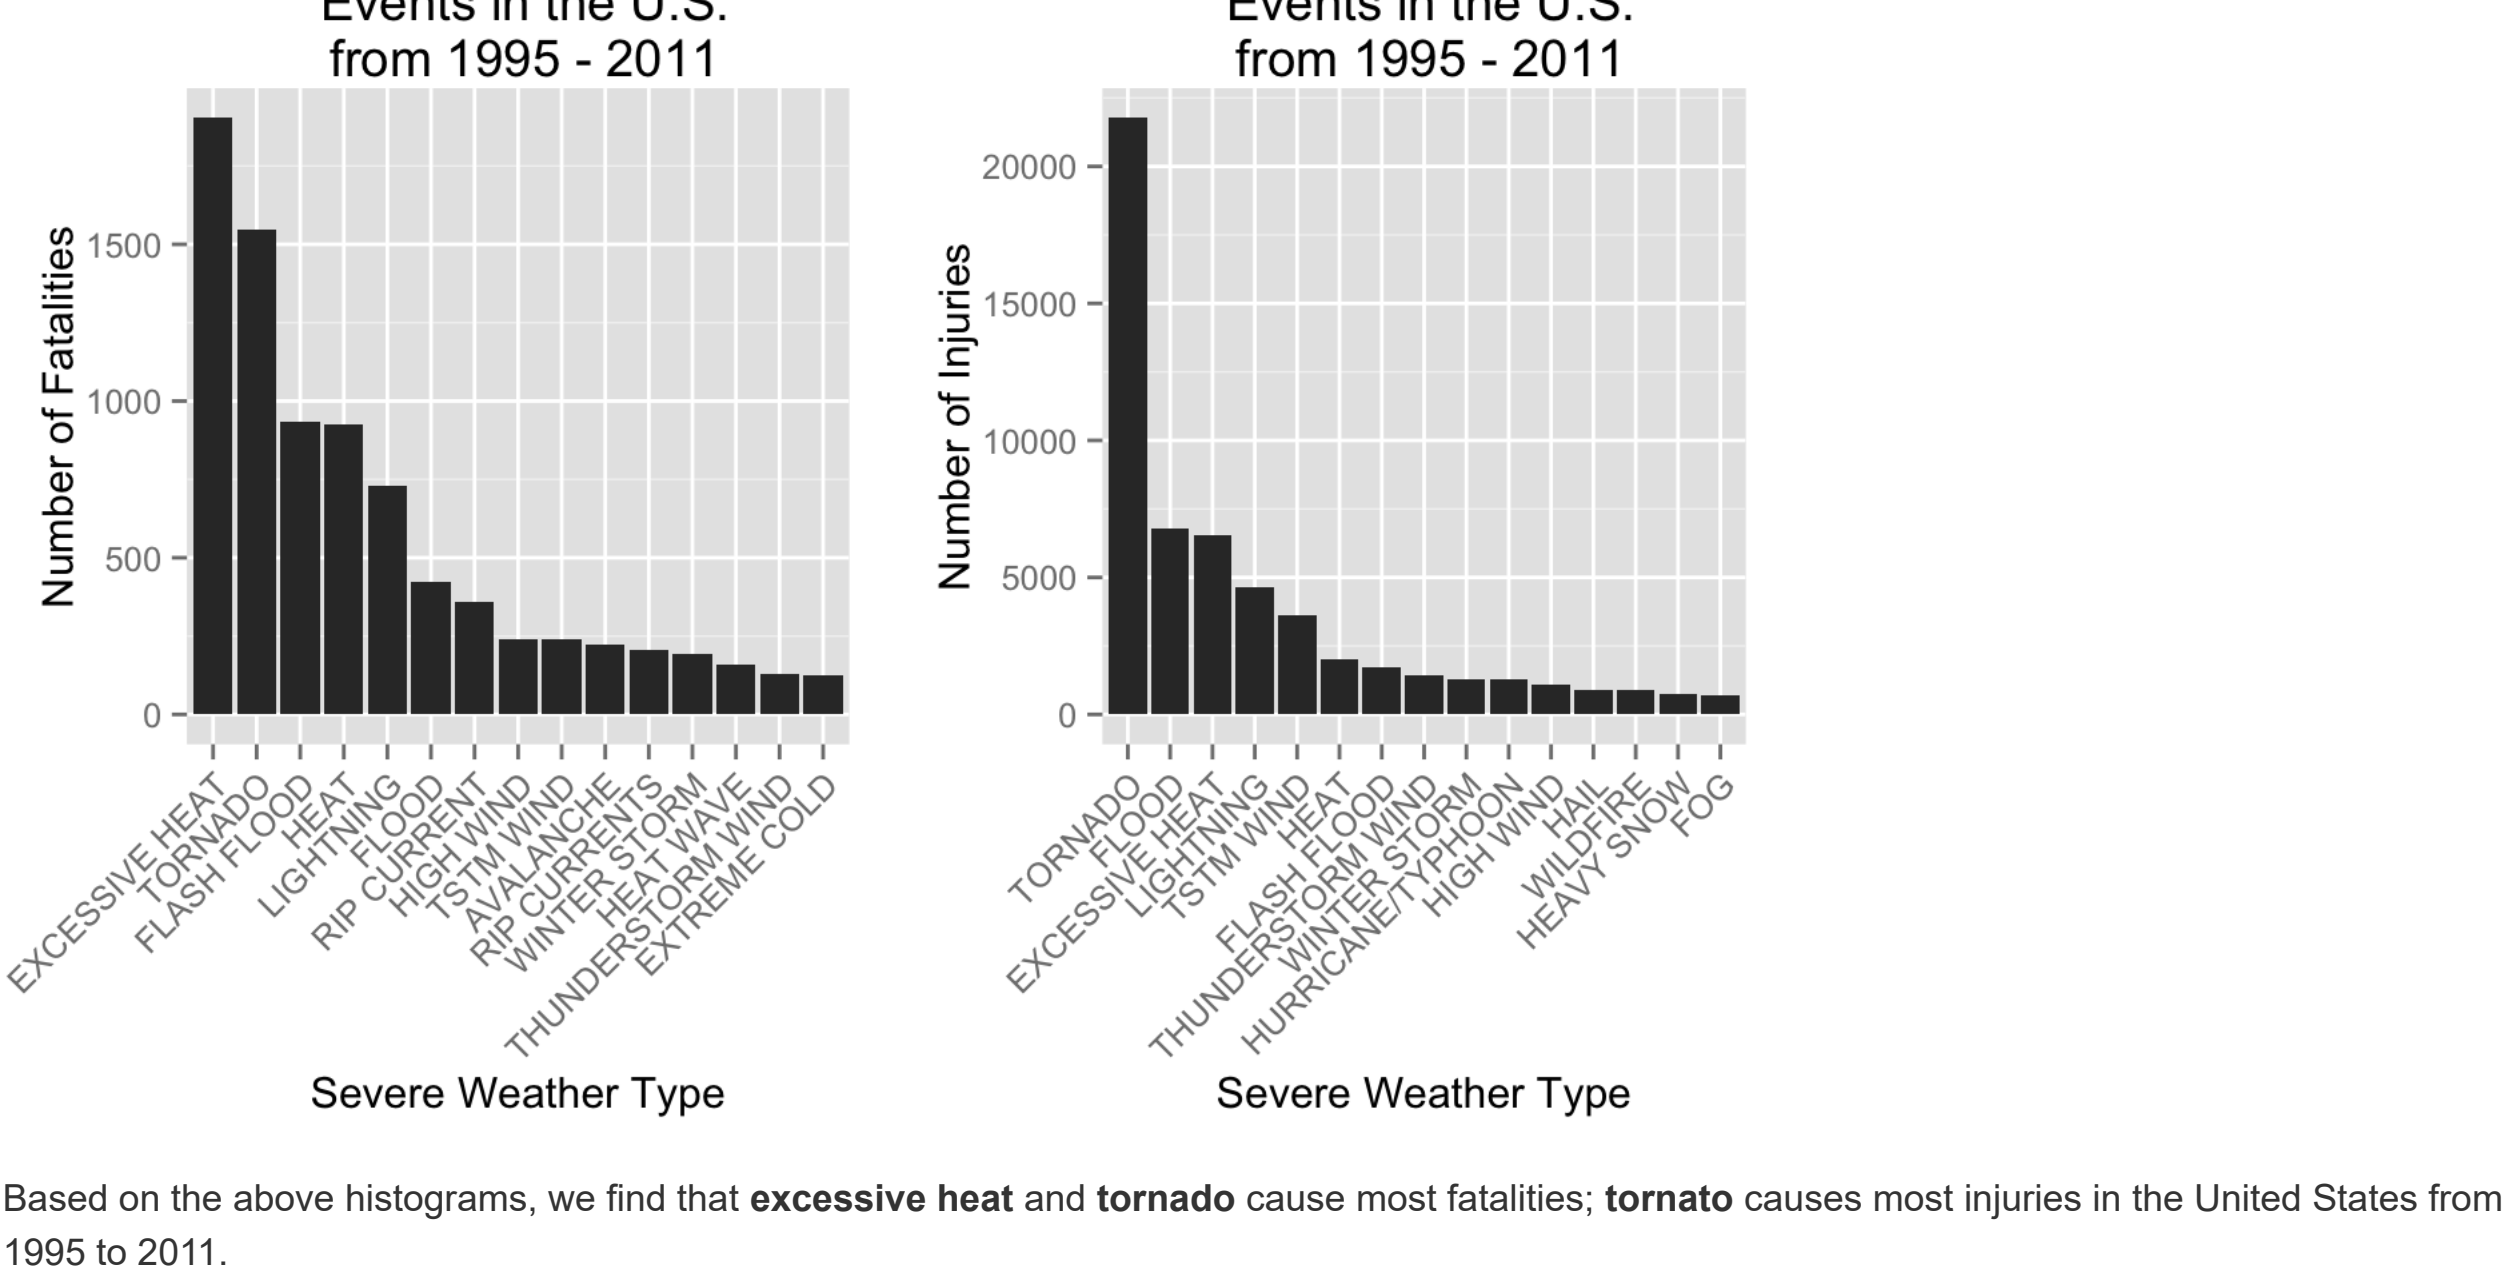 Events in the U.S.
from 1995 - 2011
Number of Fatalities
1500
1000
500
0
EXCESSIVE HEAT
TORNADO
FLASH FLOOD
HEAT
LIGHTNING
FLOOD
RIP CURRENT
HIGH WIND
TSTM WIND
AVALANCHE
RIP CURRENTS
WINTER STORM
HEAT WAVE
THUNDERSTORM WIND
EXTREME COLD
Severe Weather Type
Events in the U.S.
from 1995 - 2011
Number of Injuries
20000
15000
10000
5000
0
TORNADO
FLOOD
EXCESSIVE HEAT
LIGHTNING
TSTM WIND
HEAT
FLASH FLOOD
THUNDERSTORM WIND
WINTER STORM
HURRICANE/TYPHOON
HIGH WIND
HAIL
WILDFIRE
HEAVY SNOW
FOG
Severe Weather Type
Based on the above histograms, we find that excessive heat and tornado cause most fatalities; tornato causes most injuries in the United States from
1995 to 2011.